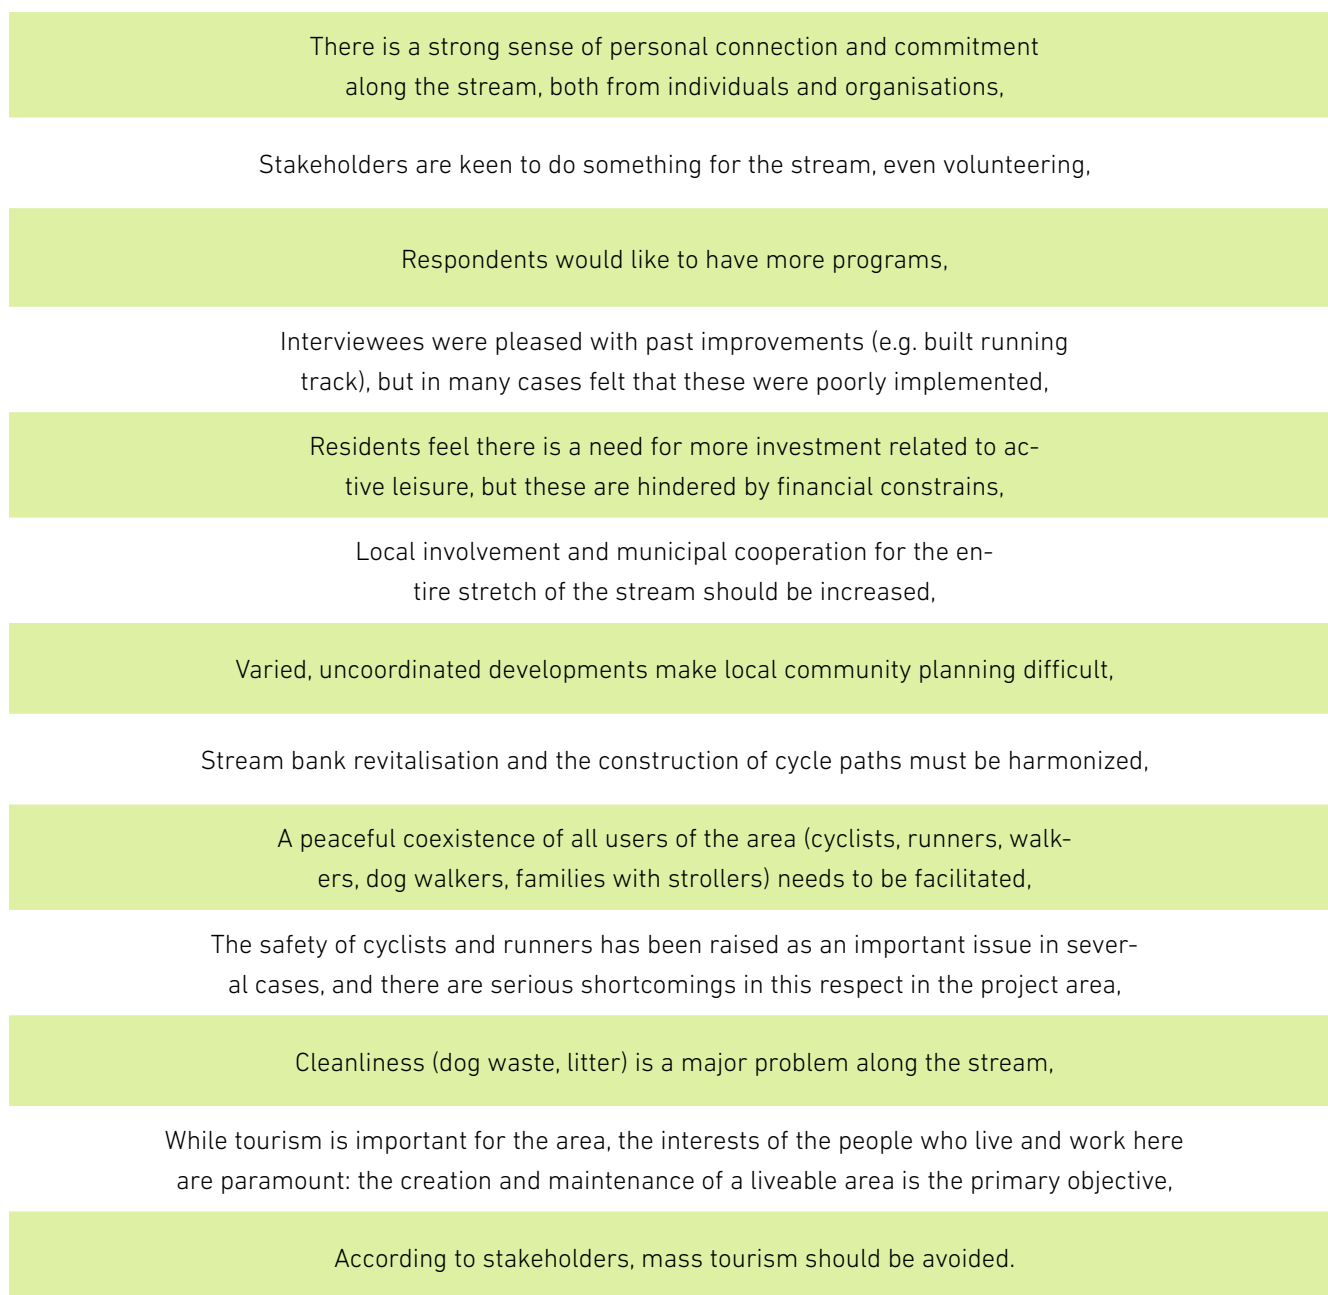 There is a strong sense of personal connection and commitment
along the stream, both from individuals and organisations,
Stakeholders are keen to do something for the stream, even volunteering,
Respondents would like to have more programs,
Interviewees were pleased with past improvements (e.g. built running
track), but in many cases felt that these were poorly implemented,
Residents feel there is a need for more investment related to ac-
tive leisure, but these are hindered by financial constrains,
Local involvement and municipal cooperation for the en-
tire stretch of the stream should be increased,
Varied, uncoordinated developments make local community planning difficult,
Stream bank revitalisation and the construction of cycle paths must be harmonized,
A peaceful coexistence of all users of the area (cyclists, runners, walk-
ers, dog walkers, families with strollers) needs to be facilitated,
The safety of cyclists and runners has been raised as an important issue in sever-
al cases, and there are serious shortcomings in this respect in the project area,
Cleanliness (dog waste, litter) is a major problem along the stream,
While tourism is important for the area, the interests of the people who live and work here
are paramount: the creation and maintenance of a liveable area is the primary objective,
According to stakeholders, mass tourism should be avoided.